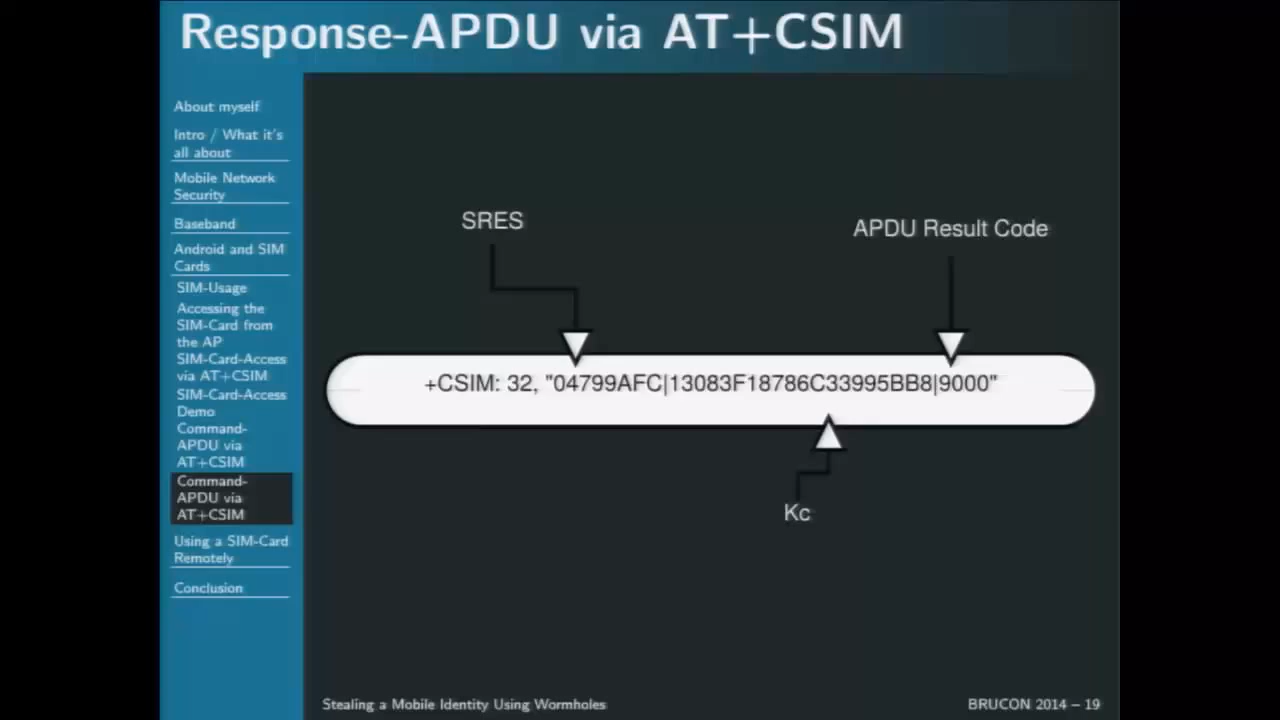 Response-APDU via AT+CSIM
About myself
Intro / What it's
all about
Mobile Network
Security
Baseband
Android and SIM
Cards
SIM-Usage
Accessing the
SIM-Card from
the AP
SIM-Card-Access
via AT+CSIM
SIM-Card-Access
Demo
Command-
APDU via
AT+CSIM
Command-
APDU via
AT+CSIM
Using a SIM-Card
Remotely
Conclusion
SRES
APDU Result Code
+CSIM: 32, "04799AFC|13083F18786C33995BB8|9000"
Kc
Stealing a Mobile Identity Using Wormholes
BRUCON 2014 – 19